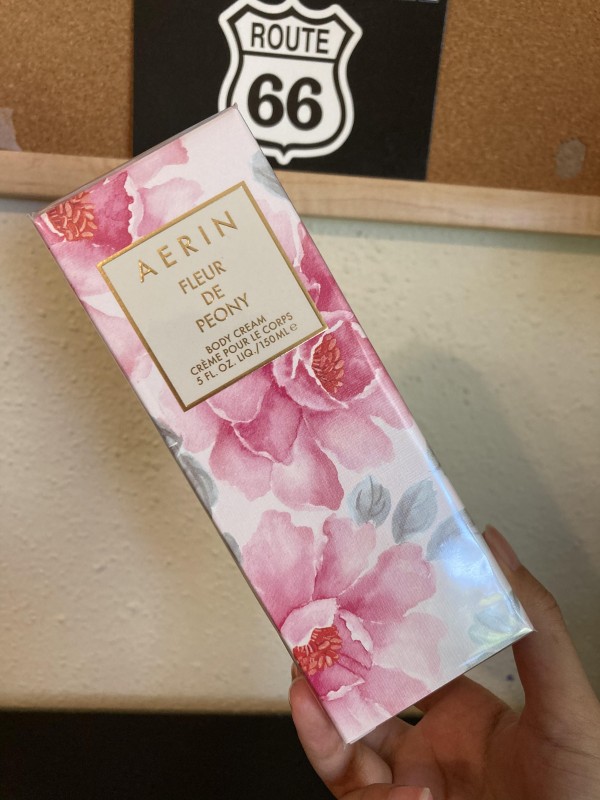 ROUTE
66
AERIN
FLEUR
DE
PEONY
BODY CREAM
CRÈME POUR LE CORPS
5 FL. OZ. LIQ./150 ML ℮